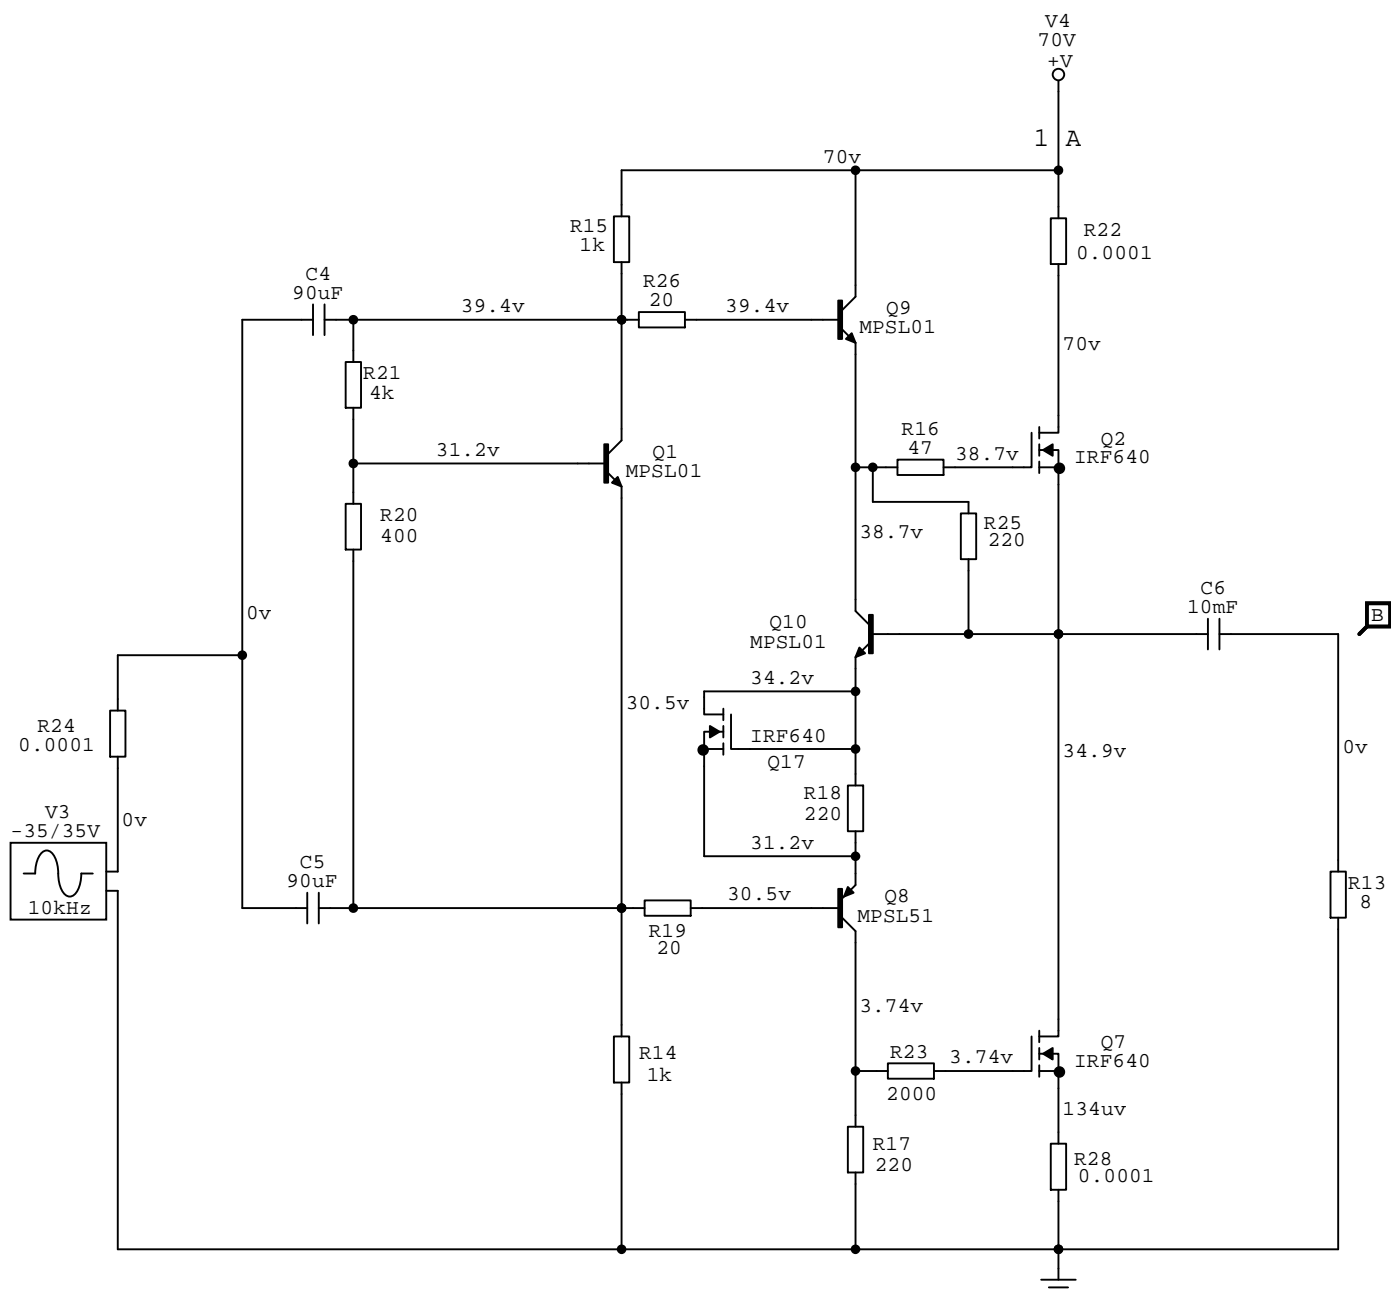 V4
70V
+V
1 A
70v
R15
1k
R22
0.0001
C4
90uF
R26
20
39.4v
39.4v
Q9
MPSL01
70v
R21
4k
R16
47
38.7v
Q2
IRF640
31.2v
Q1
MPSL01
R20
400
38.7v
R25
220
C6
10mF
B
0v
Q10
MPSL01
34.2v
30.5v
R24
0.0001
IRF640
Q17
34.9v
0v
R18
220
V3
-35/35V
0v
10kHz
31.2v
C5
90uF
30.5v
Q8
MPSL51
R13
8
R19
20
3.74v
R14
1k
R23
2000
3.74v
Q7
IRF640
134uv
R17
220
R28
0.0001